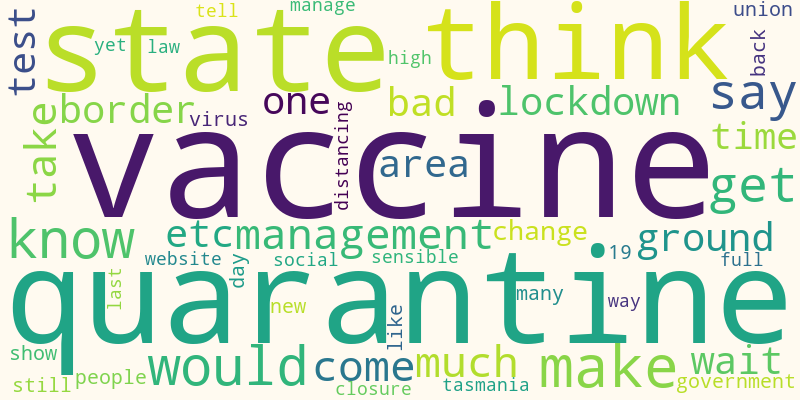 tell
manage
union
test
state
think
yet
law
high
back
border
virus
one
bad
lockdown
say
take
vaccine
distancing
area
time
get
know
etc
management
change
ground
website
day
social
sensible
19
full
last
quarantine
new
like
many
way
show
would
come
much
make
wait
still
people
closure
tasmania
government